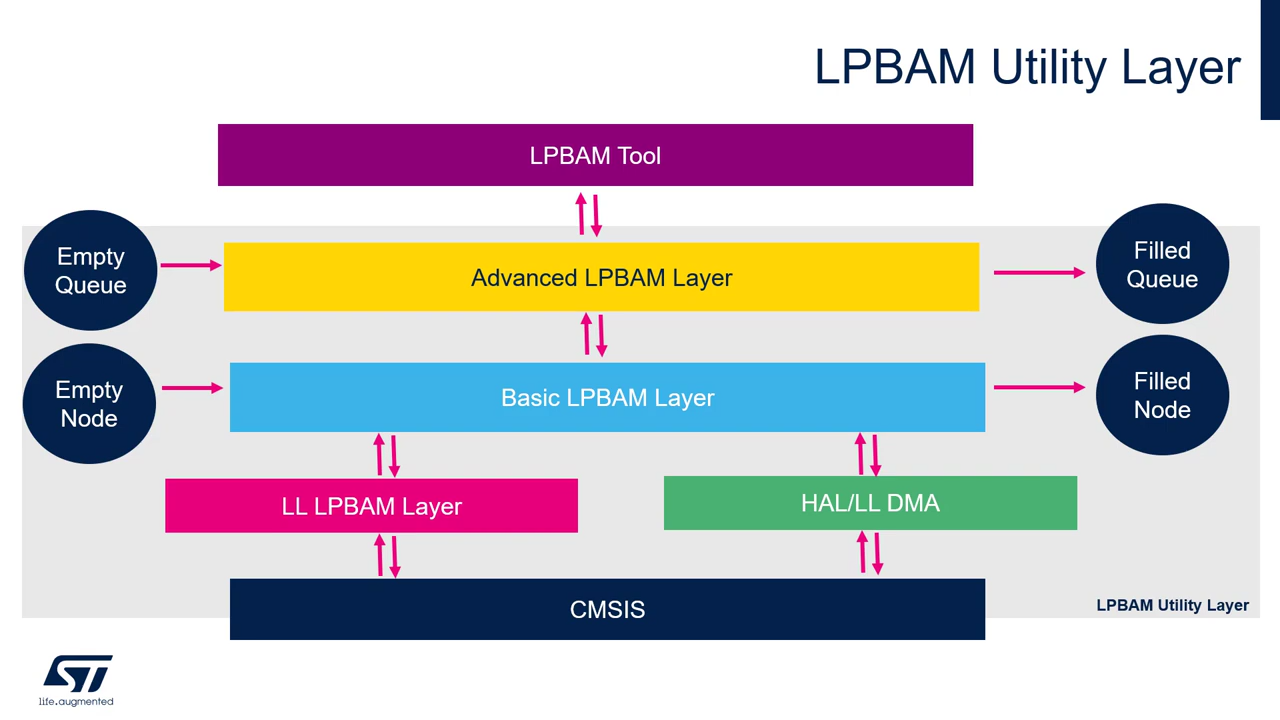 LPBAM Utility Layer
LPBAM Tool
Empty
Queue
Advanced LPBAM Layer
Filled
Queue
Empty
Node
Basic LPBAM Layer
Filled
Node
LL LPBAM Layer
HAL/LL DMA
CMSIS
LPBAM Utility Layer
ST
life.augmented